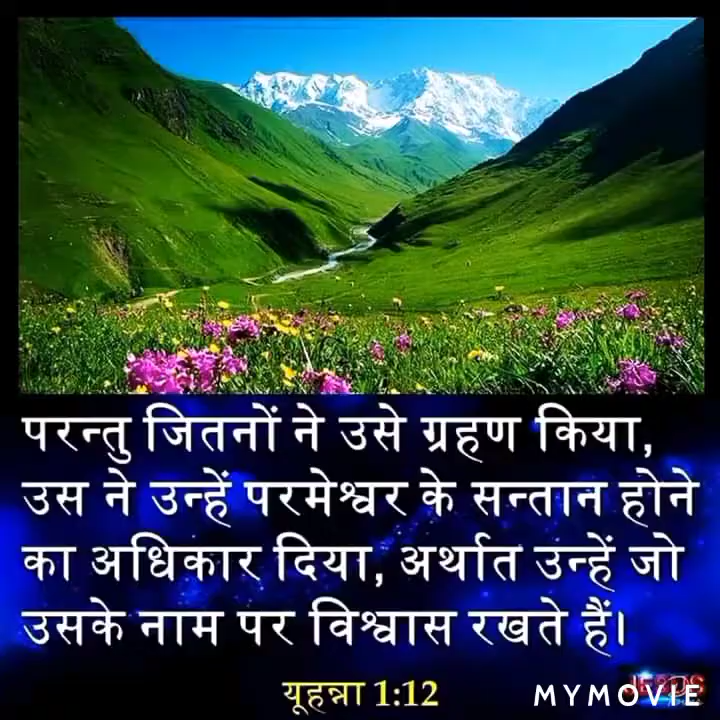 परन्तु जितनों ने उसे ग्रहण किया,
उस ने उन्हें परमेश्वर के सन्तान होने
का अधिकार दिया, अर्थात उन्हें जो
उसके नाम पर विश्वास रखते हैं।
यूहन्ना 1:12
JESUS
MYMOVIE